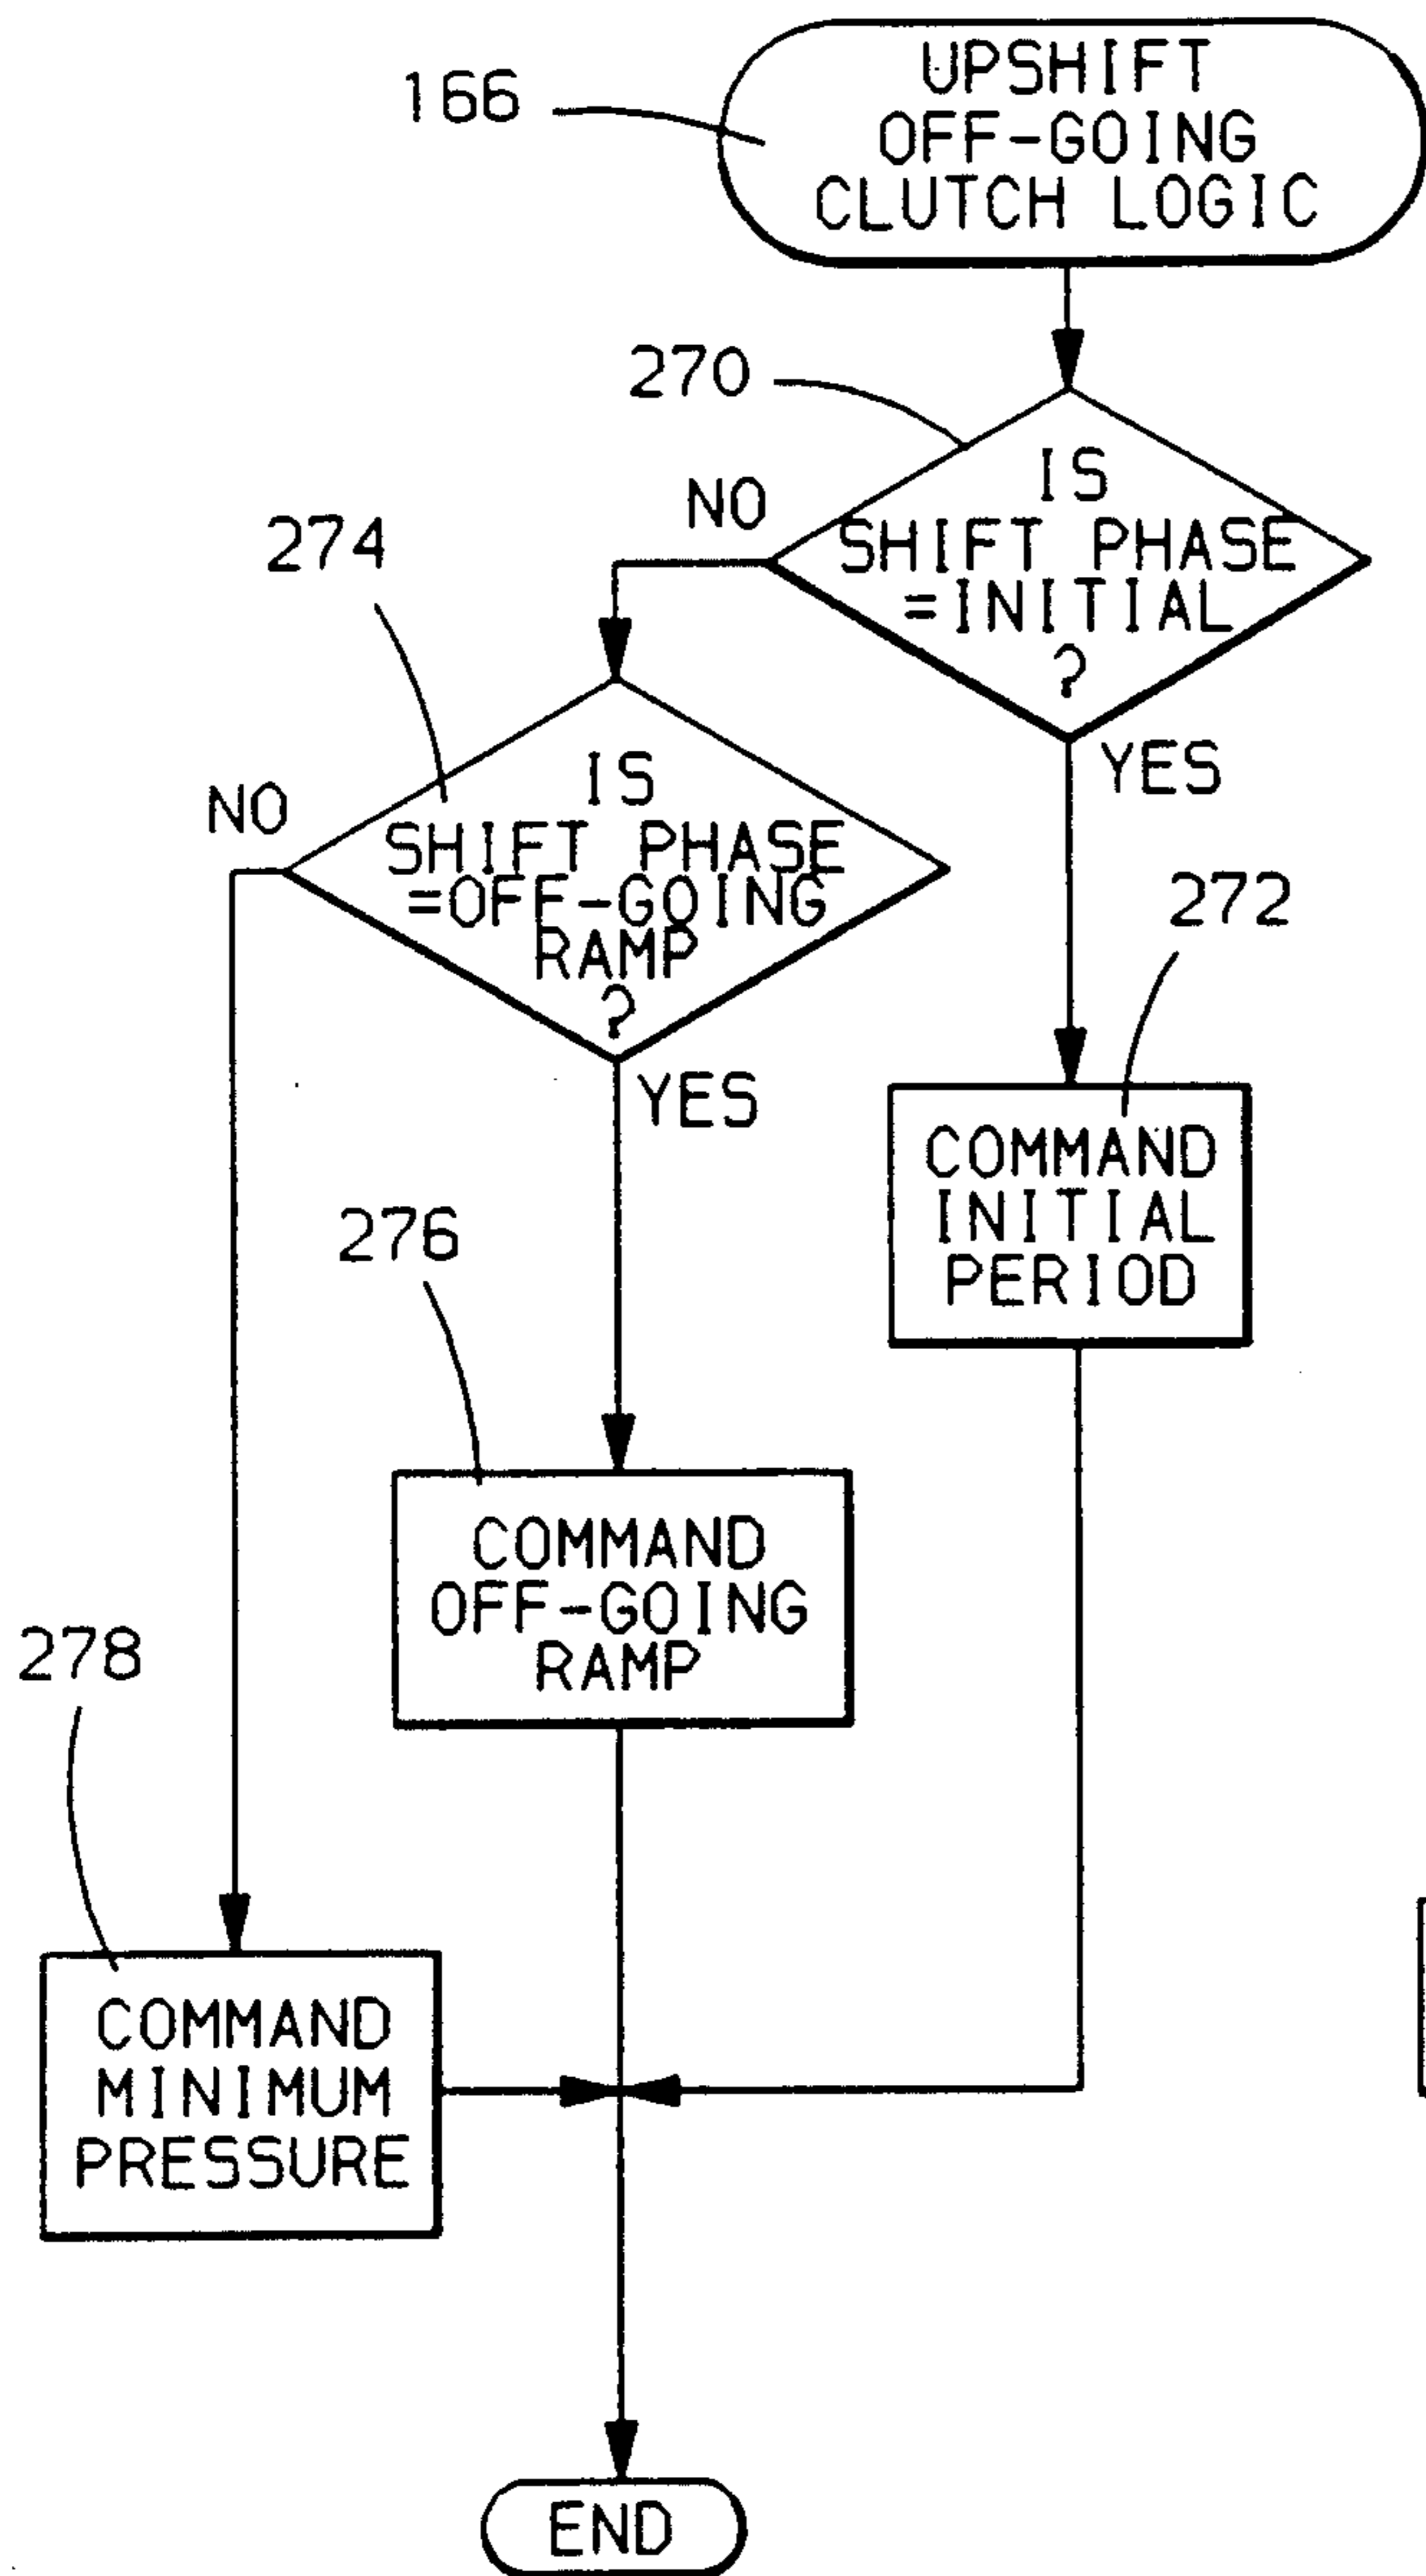 166
UPSHIFT
OFF-GOING
CLUTCH LOGIC
270
IS
SHIFT PHASE
=INITIAL
?
NO
YES
274
IS
SHIFT PHASE
=OFF-GOING
RAMP
?
NO
YES
272
COMMAND
INITIAL
PERIOD
276
COMMAND
OFF-GOING
RAMP
278
COMMAND
MINIMUM
PRESSURE
END